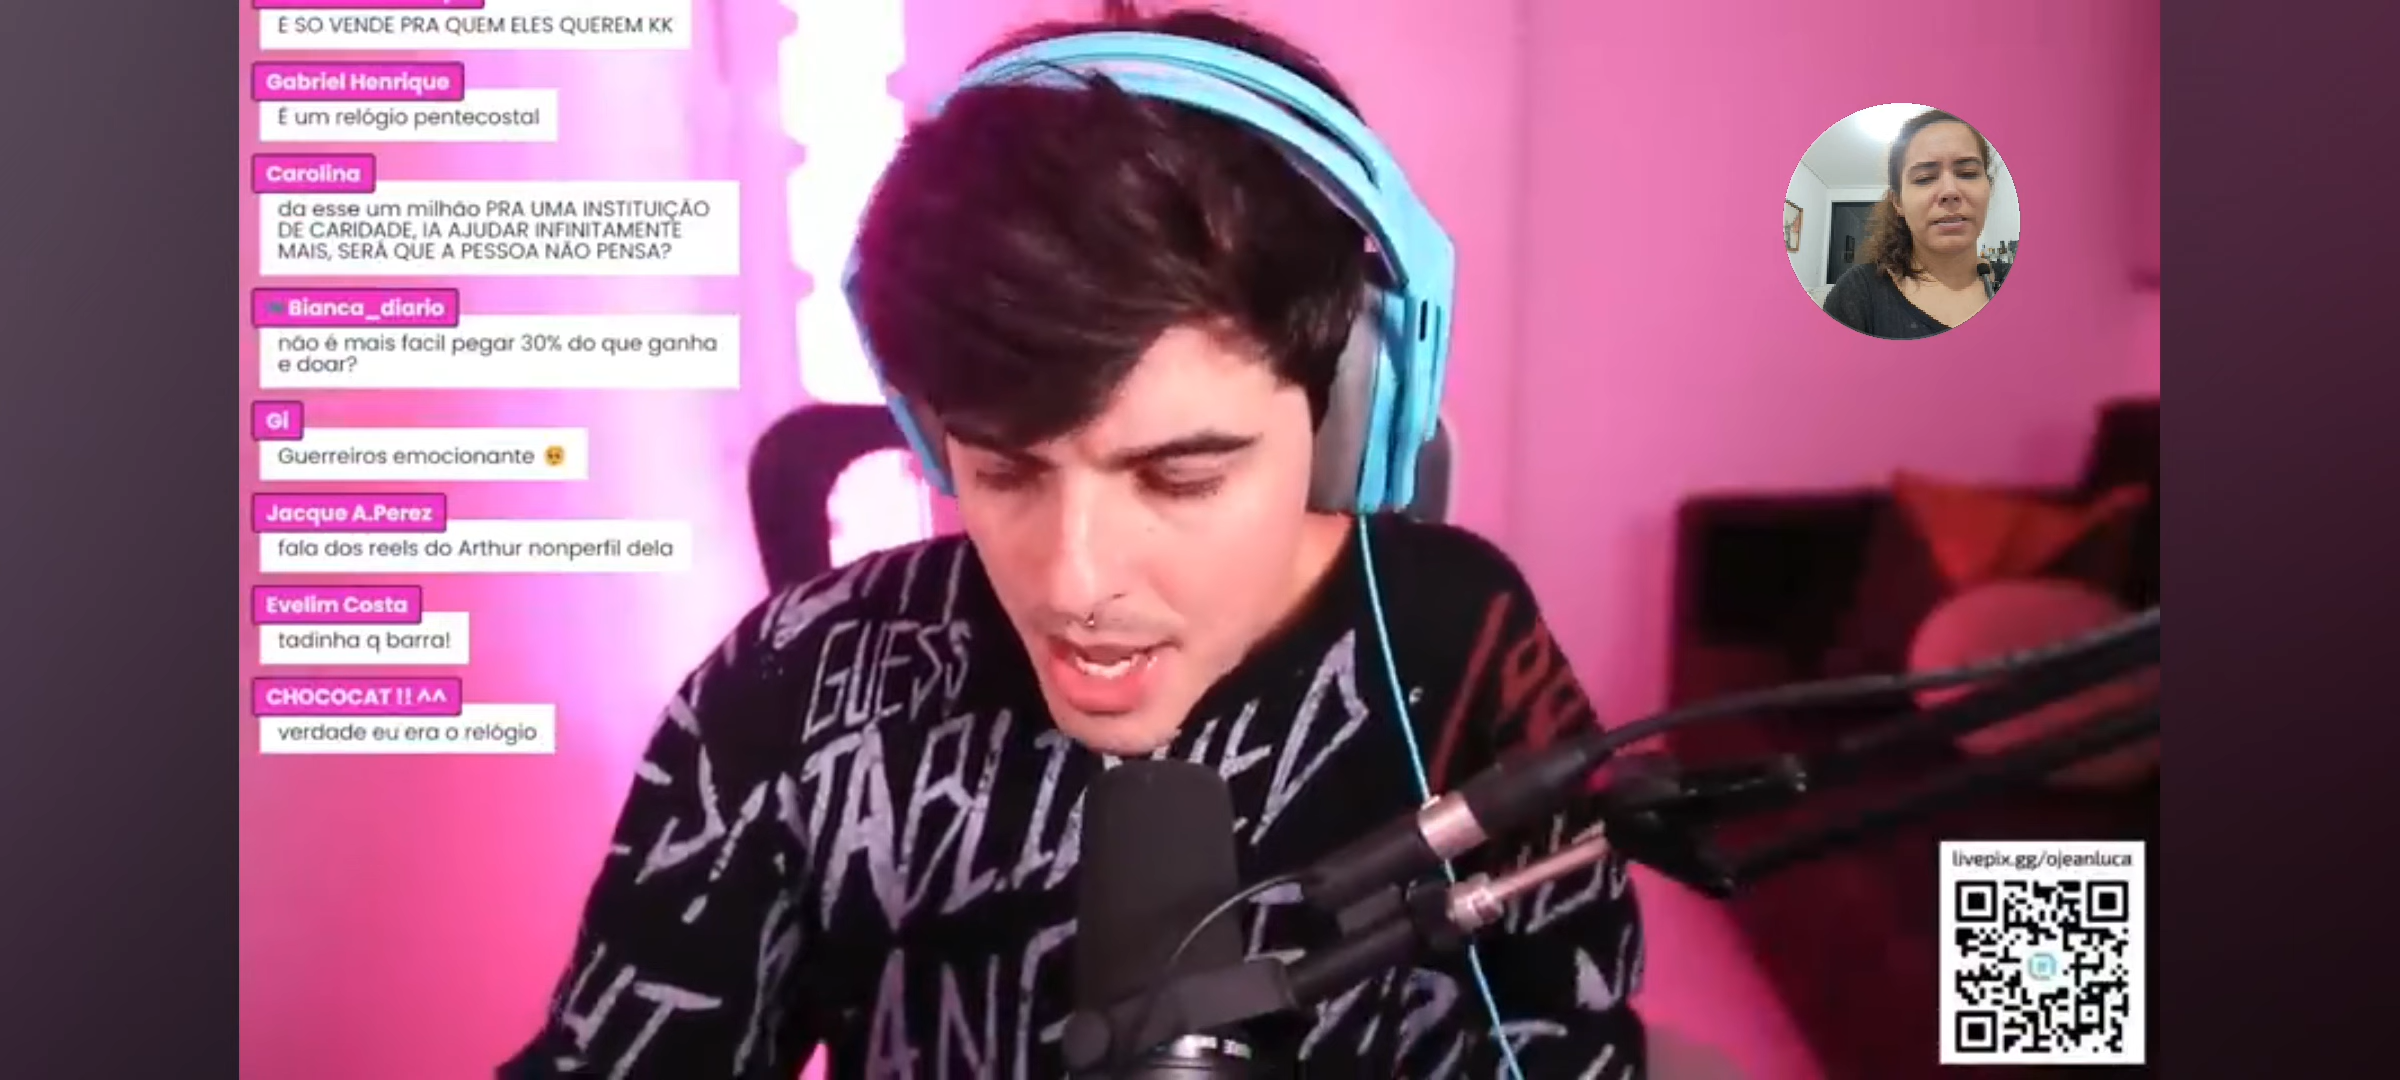 E SO VENDE PRA QUEM ELES QUEREM KK
Gabriel Henrique
É um relógio pentecostal
Carolina
da esse um milhão PRA UMA INSTITUIÇÃO
DE CARIDADE, IA AJUDAR INFINITAMENTE
MAIS, SERÁ QUE A PESSOA NÃO PENSA?
Bianca_diario
não é mais facil pegar 30% do que ganha
e doar?
Gi
Guerreiros emocionante 🥺
Jacque A.Perez
fala dos reels do Arthur nonperfil dela
Evelim Costa
tadinha q barra!
CHOCOCAT !! ^^
verdade eu era o relógio
GUESS
livepix.gg/ojeanluca